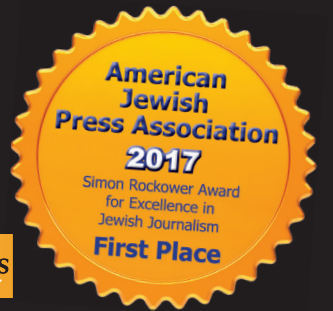 American
Jewish
Press Association
2017
Simon Rockower Award
for Excellence in
Jewish Journalism
First Place
S